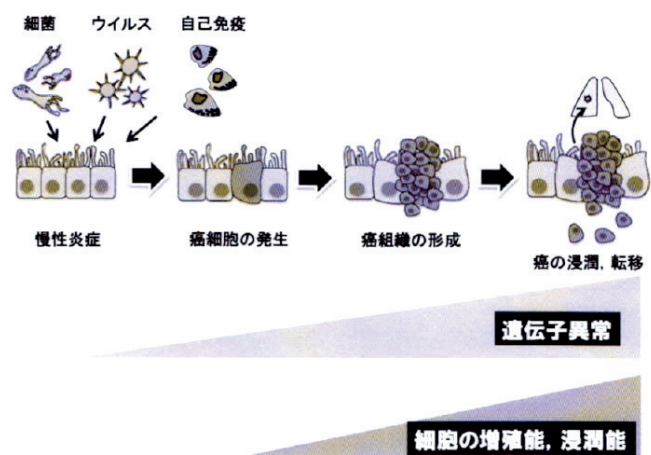 細菌
ウイルス
自己免疫
慢性炎症
癌細胞の発生
癌組織の形成
癌の浸潤, 転移
遺伝子異常
細胞の増殖能, 浸潤能